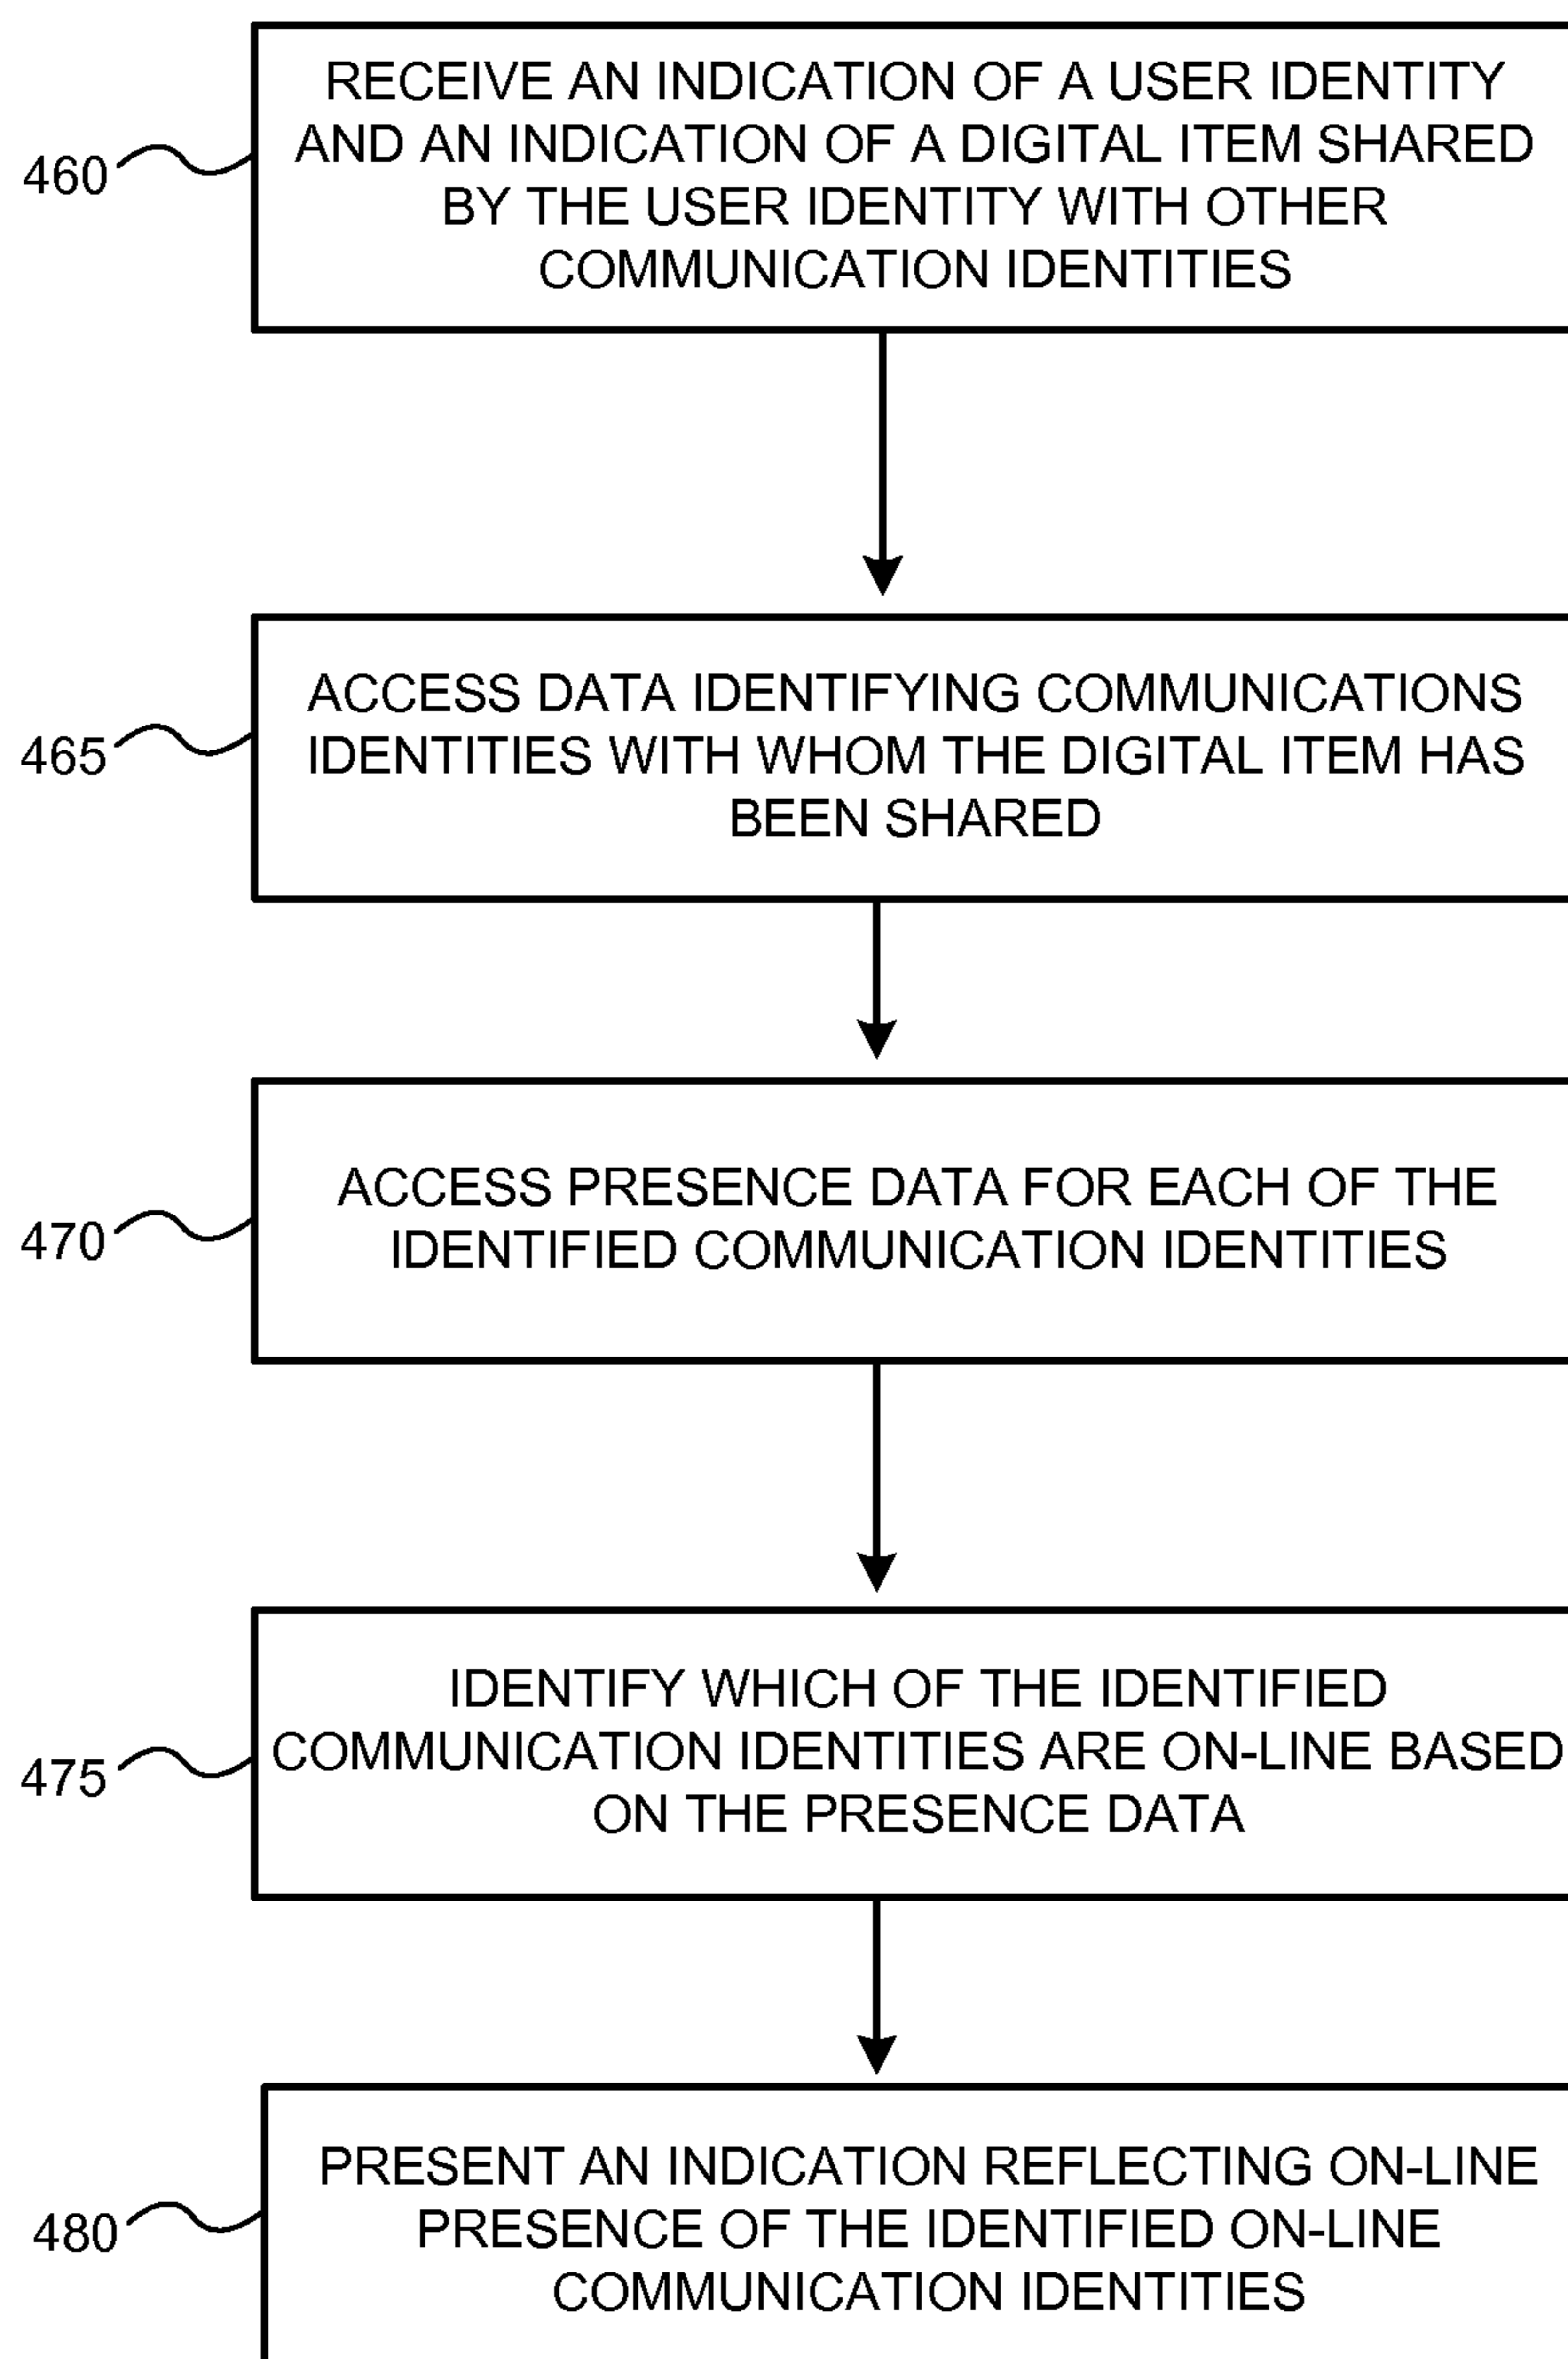 RECEIVE AN INDICATION OF A USER IDENTITY
AND AN INDICATION OF A DIGITAL ITEM SHARED
BY THE USER IDENTITY WITH OTHER
COMMUNICATION IDENTITIES
460
ACCESS DATA IDENTIFYING COMMUNICATIONS
IDENTITIES WITH WHOM THE DIGITAL ITEM HAS
BEEN SHARED
465
ACCESS PRESENCE DATA FOR EACH OF THE
IDENTIFIED COMMUNICATION IDENTITIES
470
IDENTIFY WHICH OF THE IDENTIFIED
COMMUNICATION IDENTITIES ARE ON-LINE BASED
ON THE PRESENCE DATA
475
PRESENT AN INDICATION REFLECTING ON-LINE
PRESENCE OF THE IDENTIFIED ON-LINE
COMMUNICATION IDENTITIES
480